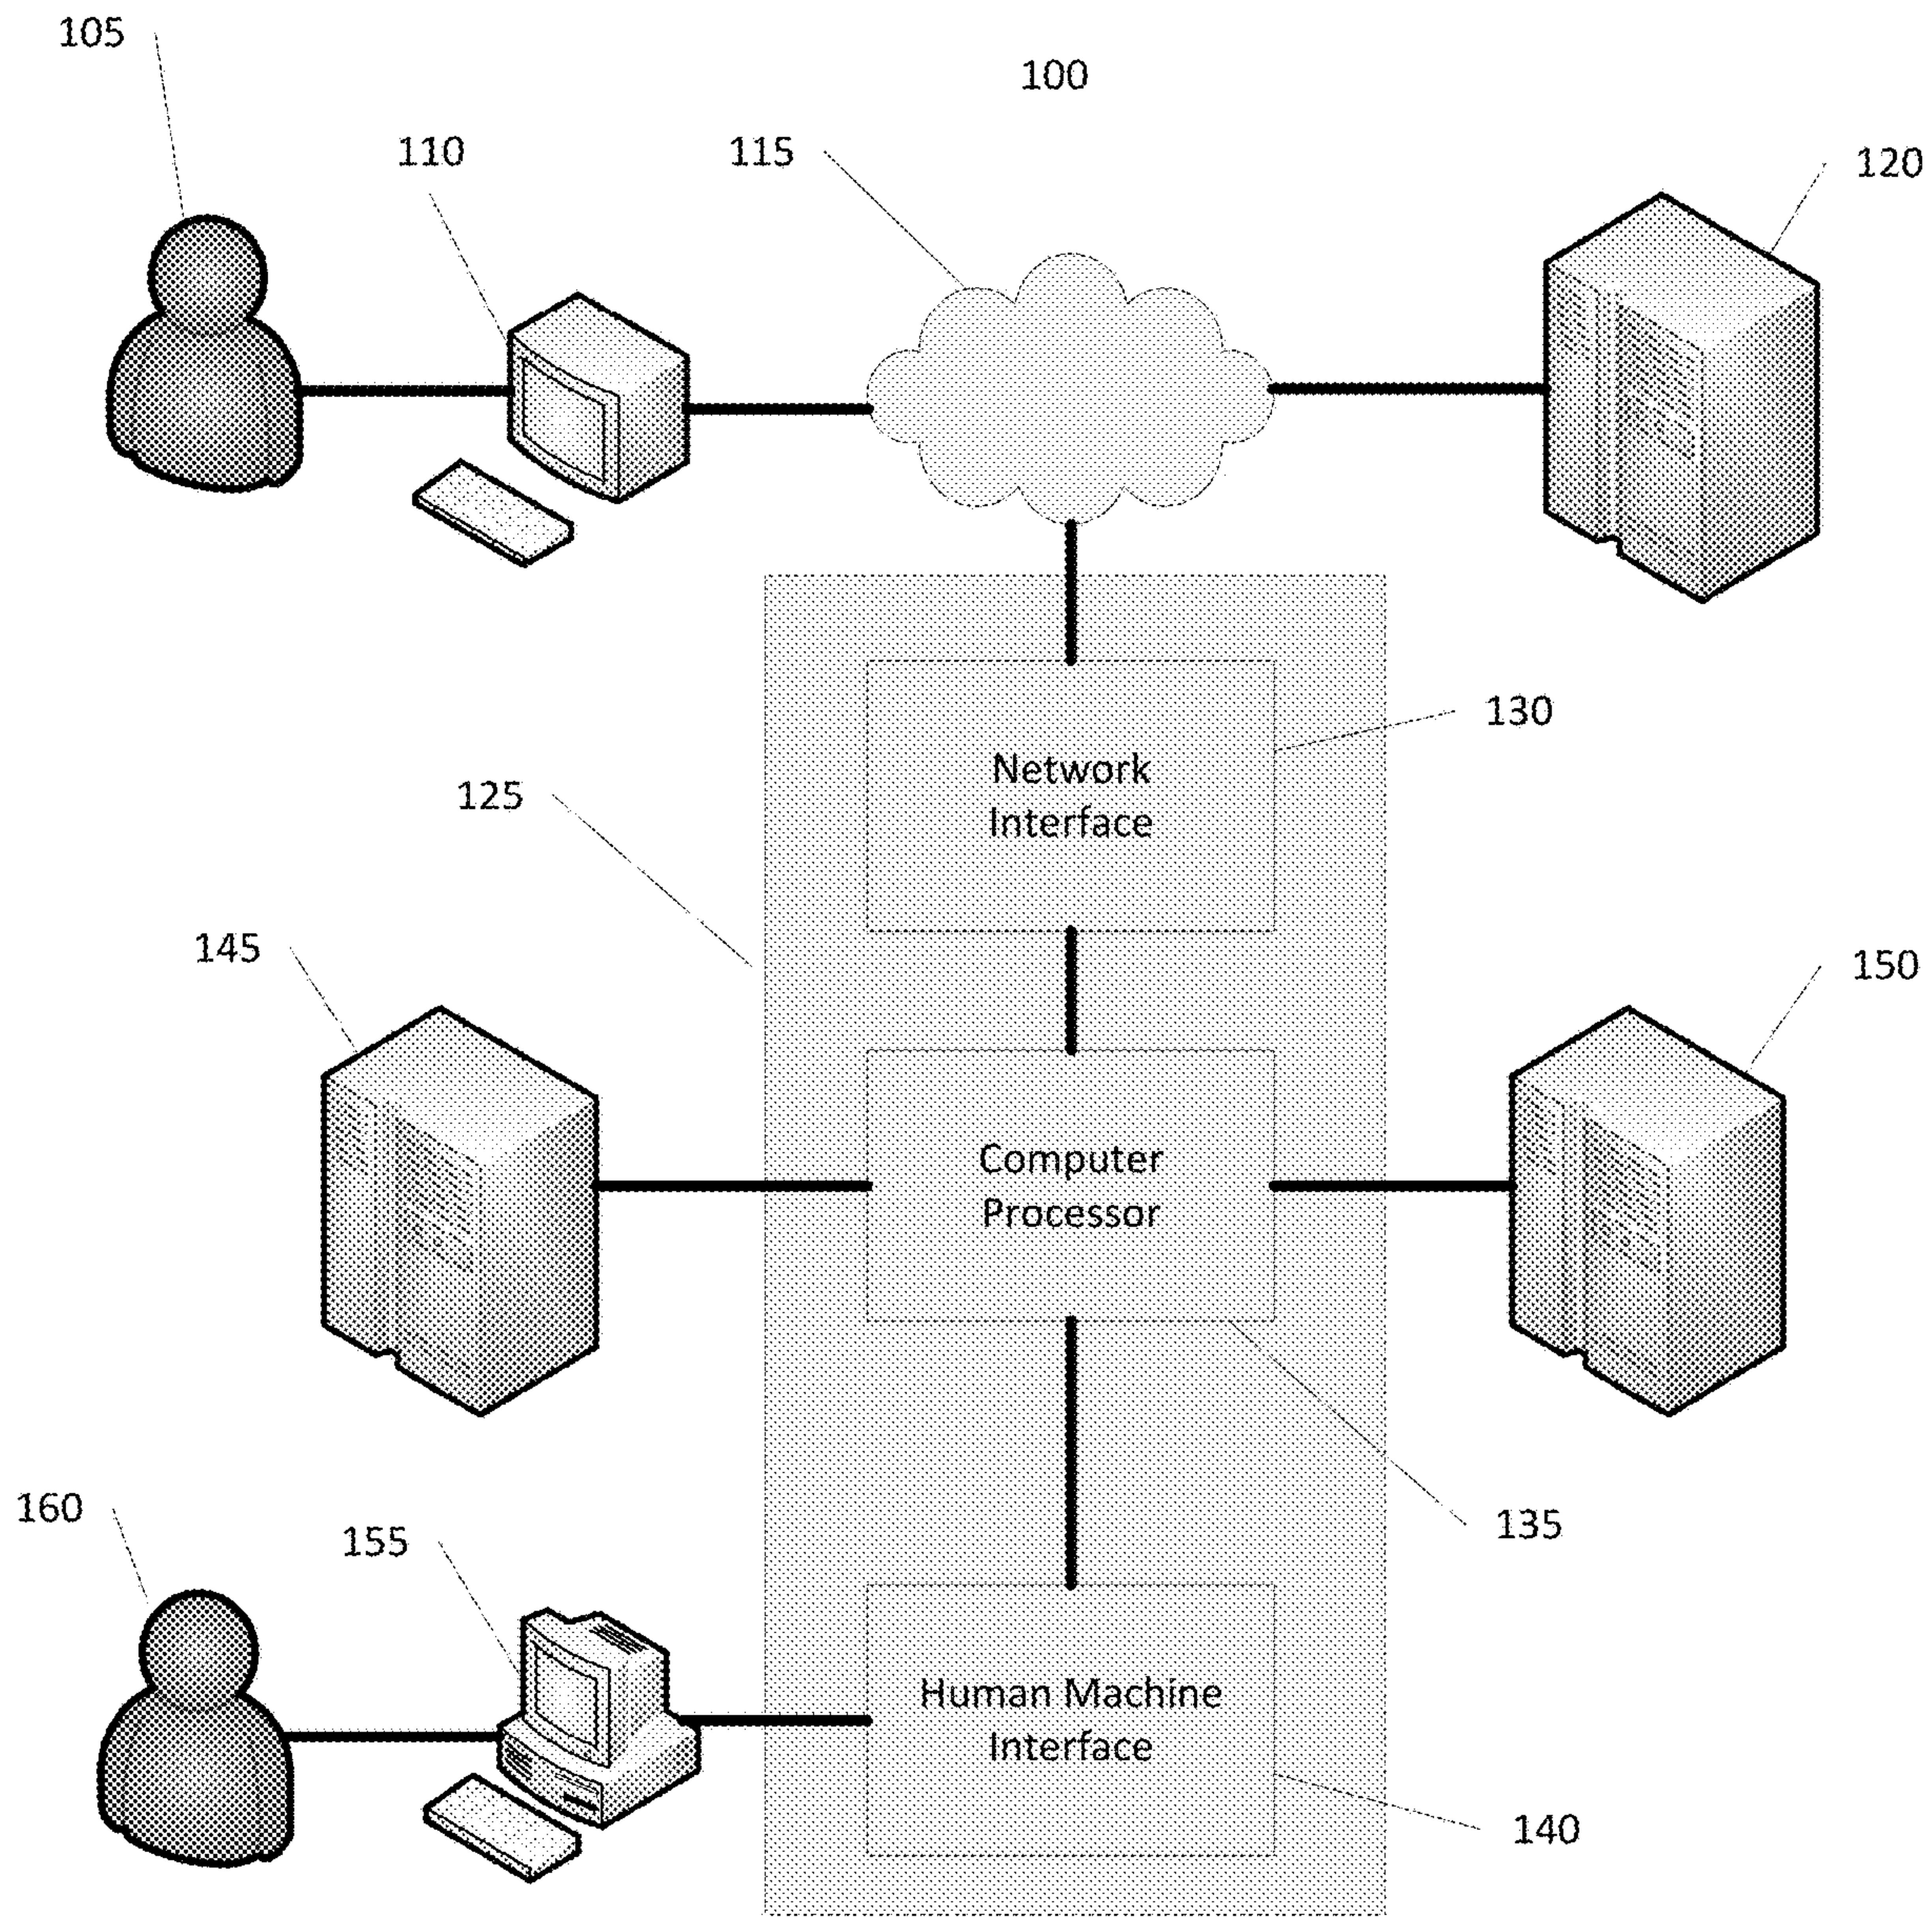 105
100
110
115
120
130
Network
Interface
125
145
150
Computer
Processor
160
155
135
Human Machine
Interface
140